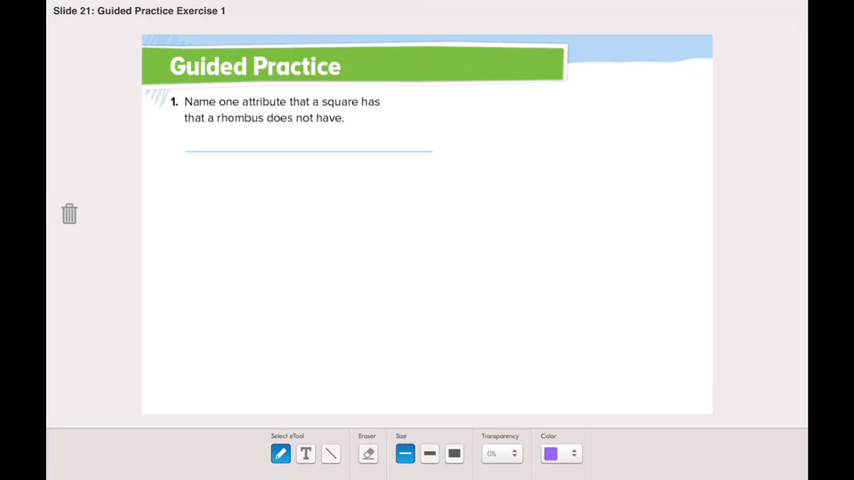 Slide 21: Guided Practice Exercise 1
Guided Practice
1. Name one attribute that a square has
that a rhombus does not have.
Select eTool
Eraser
Size
Transparency
Color
T
0%